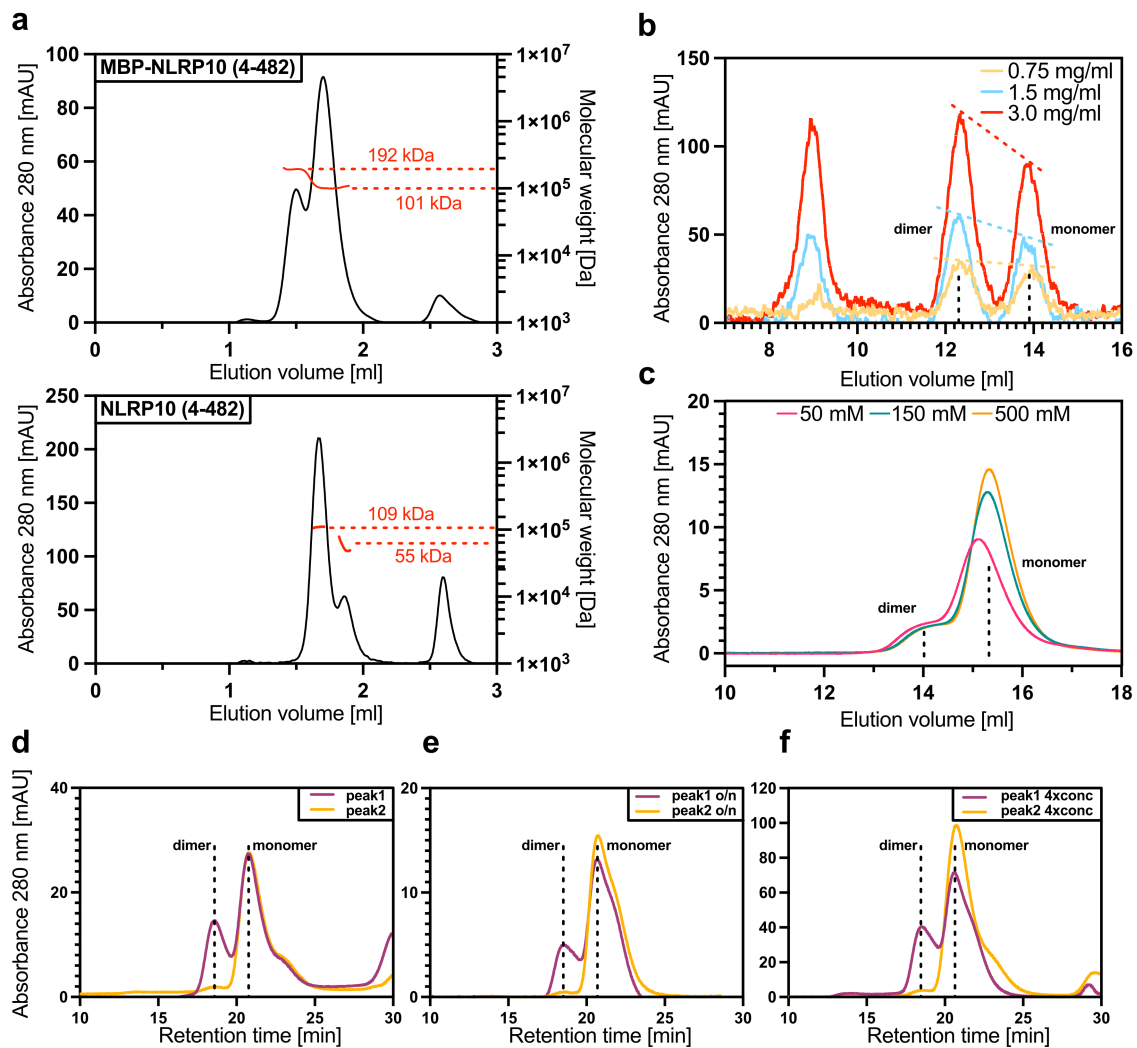 a
MBP-NLRP10 (4-482)
Absorbance 280 nm [mAU]
100
80
60
40
20
0
1×10⁷
1×10⁶
1×10⁵
1×10⁴
1×10³
Molecular weight [Da]
192 kDa
101 kDa
0 1 2 3
Elution volume [ml]
NLRP10 (4-482)
Absorbance 280 nm [mAU]
250
200
150
100
50
0
1×10⁷
1×10⁶
1×10⁵
1×10⁴
1×10³
Molecular weight [Da]
109 kDa
55 kDa
0 1 2 3
Elution volume [ml]
b
Absorbance 280 nm [mAU]
150
100
50
0
0.75 mg/ml
1.5 mg/ml
3.0 mg/ml
dimer
monomer
8 10 12 14 16
Elution volume [ml]
c
Absorbance 280 nm [mAU]
20
15
10
5
0
50 mM 150 mM 500 mM
dimer
monomer
10 12 14 16 18
Elution volume [ml]
d
Absorbance 280 nm [mAU]
40
20
20
0
peak1
peak2
dimer
monomer
10 15 20 25 30
Retention time [min]
e
20
10
0
peak1 o/n
peak2 o/n
dimer
monomer
10 15 20 25 30
Retention time [min]
f
120
100
80
60
40
20
0
peak1 4xconc
peak2 4xconc
dimer
monomer
10 15 20 25 30
Retention time [min]